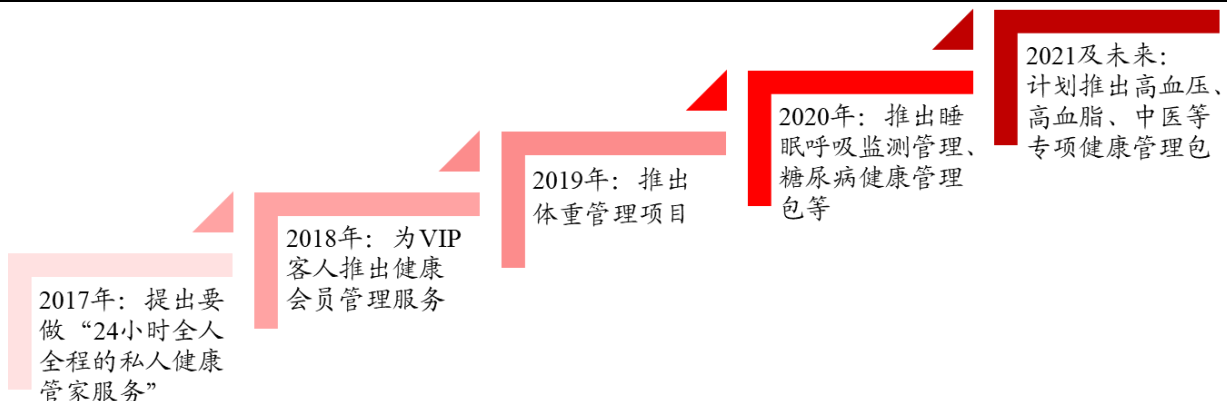 2017年：提出要
做“24小时全人
全程的私人健康
管家服务”
2018年：为VIP
客人推出健康
会员管理服务
2019年：推出
体重管理项目
2020年：推出睡
眠呼吸监测管理、
糖尿病健康管理
包等
2021及未来：
计划推出高血压、
高血脂、中医等
专项健康管理包